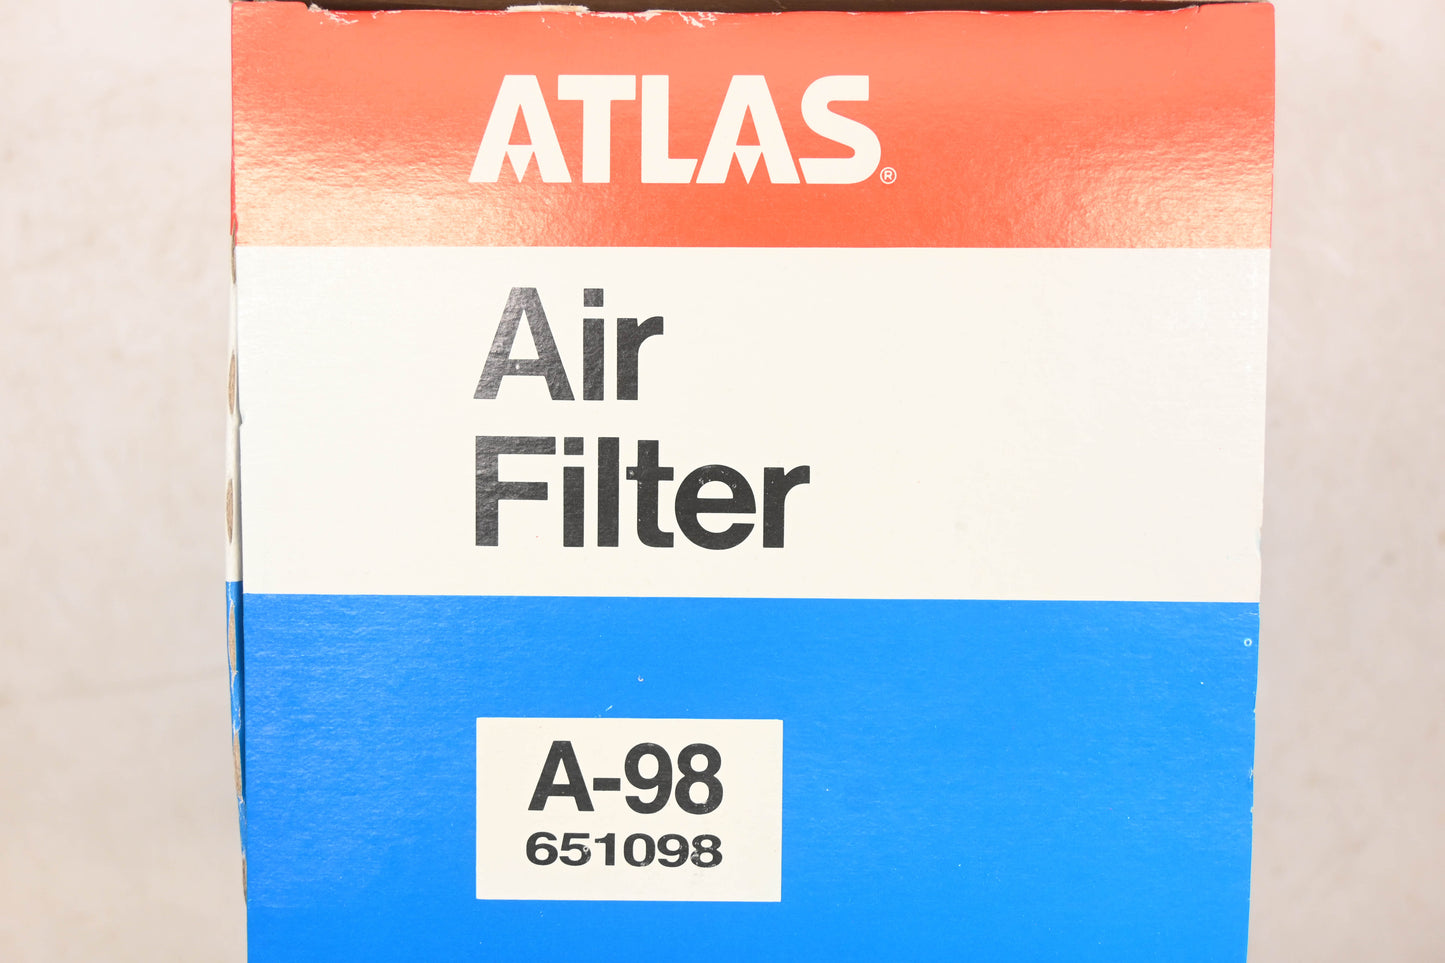 ATLAS®
Air
Filter
A-98
651098